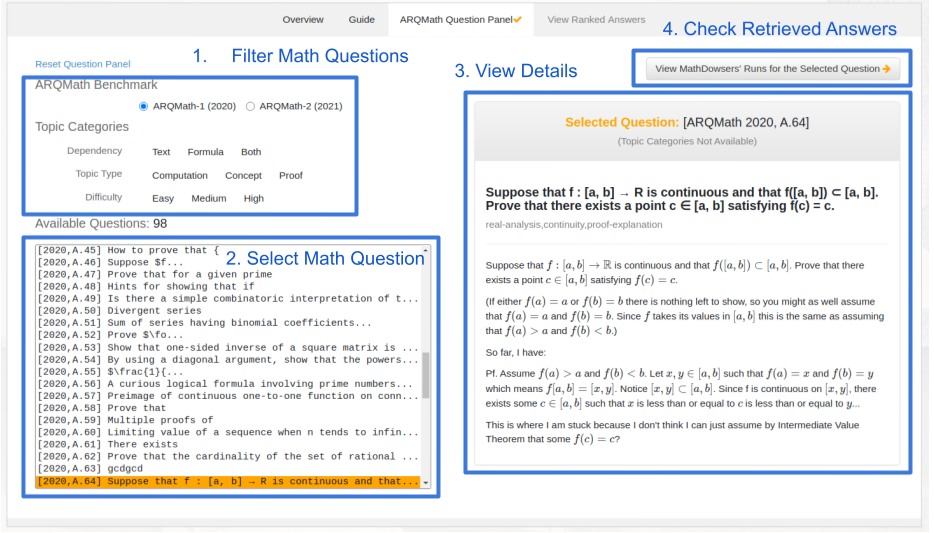 Overview Guide ARQMath Question Panel✔ View Ranked Answers
4. Check Retrieved Answers
View MathDowsers' Runs for the Selected Question ➔
Reset Question Panel
1. Filter Math Questions
ARQMath Benchmark
ARQMath-1 (2020) ARQMath-2 (2021)
Topic Categories
Dependency Text Formula Both
Topic Type Computation Concept Proof
Difficulty Easy Medium High
Available Questions: 98
2. Select Math Question
[2020,A.45] How to prove that {
[2020,A.46] Suppose $f...
[2020,A.47] Prove that for a given prime
[2020,A.48] Hints for showing that if
[2020,A.49] Is there a simple combinatoric interpretation of t...
[2020,A.50] Divergent series
[2020,A.51] Sum of series having binomial coefficients...
[2020,A.52] Prove $\fo...
[2020,A.53] Show that one-sided inverse of a square matrix is ...
[2020,A.54] By using a diagonal argument, show that the powers...
[2020,A.55] $\frac{1}{...
[2020,A.56] A curious logical formula involving prime numbers...
[2020,A.57] Preimage of continuous one-to-one function on conn...
[2020,A.58] Prove that
[2020,A.59] Multiple proofs of
[2020,A.60] Limiting value of a sequence when n tends to infin...
[2020,A.61] There exists
[2020,A.62] Prove that the cardinality of the set of rational ...
[2020,A.63] gcdgcd
[2020,A.64] Suppose that f : [a, b] → R is continuous and that...
3. View Details
Selected Question: [ARQMath 2020, A.64]
(Topic Categories Not Available)
Suppose that f : [a, b] → R is continuous and that f([a, b]) ⊂ [a, b].
Prove that there exists a point c ∈ [a, b] satisfying f(c) = c.
real-analysis,continuity,proof-explanation
Suppose that f : [a, b] → ℝ is continuous and that f([a, b]) ⊂ [a, b]. Prove that there
exists a point c ∈ [a, b] satisfying f(c) = c.
(If either f(a) = a or f(b) = b there is nothing left to show, so you might as well assume
that f(a) = a and f(b) = b. Since f takes its values in [a, b] this is the same as assuming
that f(a) > a and f(b) < b.)
So far, I have:
Pf. Assume f(a) > a and f(b) < b. Let x, y ∈ [a, b] such that f(a) = x and f(b) = y
which means f[a, b] = [x, y]. Notice [x, y] ⊂ [a, b]. Since f is continuous on [x, y], there
exists some c ∈ [a, b] such that x is less than or equal to c is less than or equal to y...
This is where I am stuck because I don't think I can just assume by Intermediate Value
Theorem that some f(c) = c?